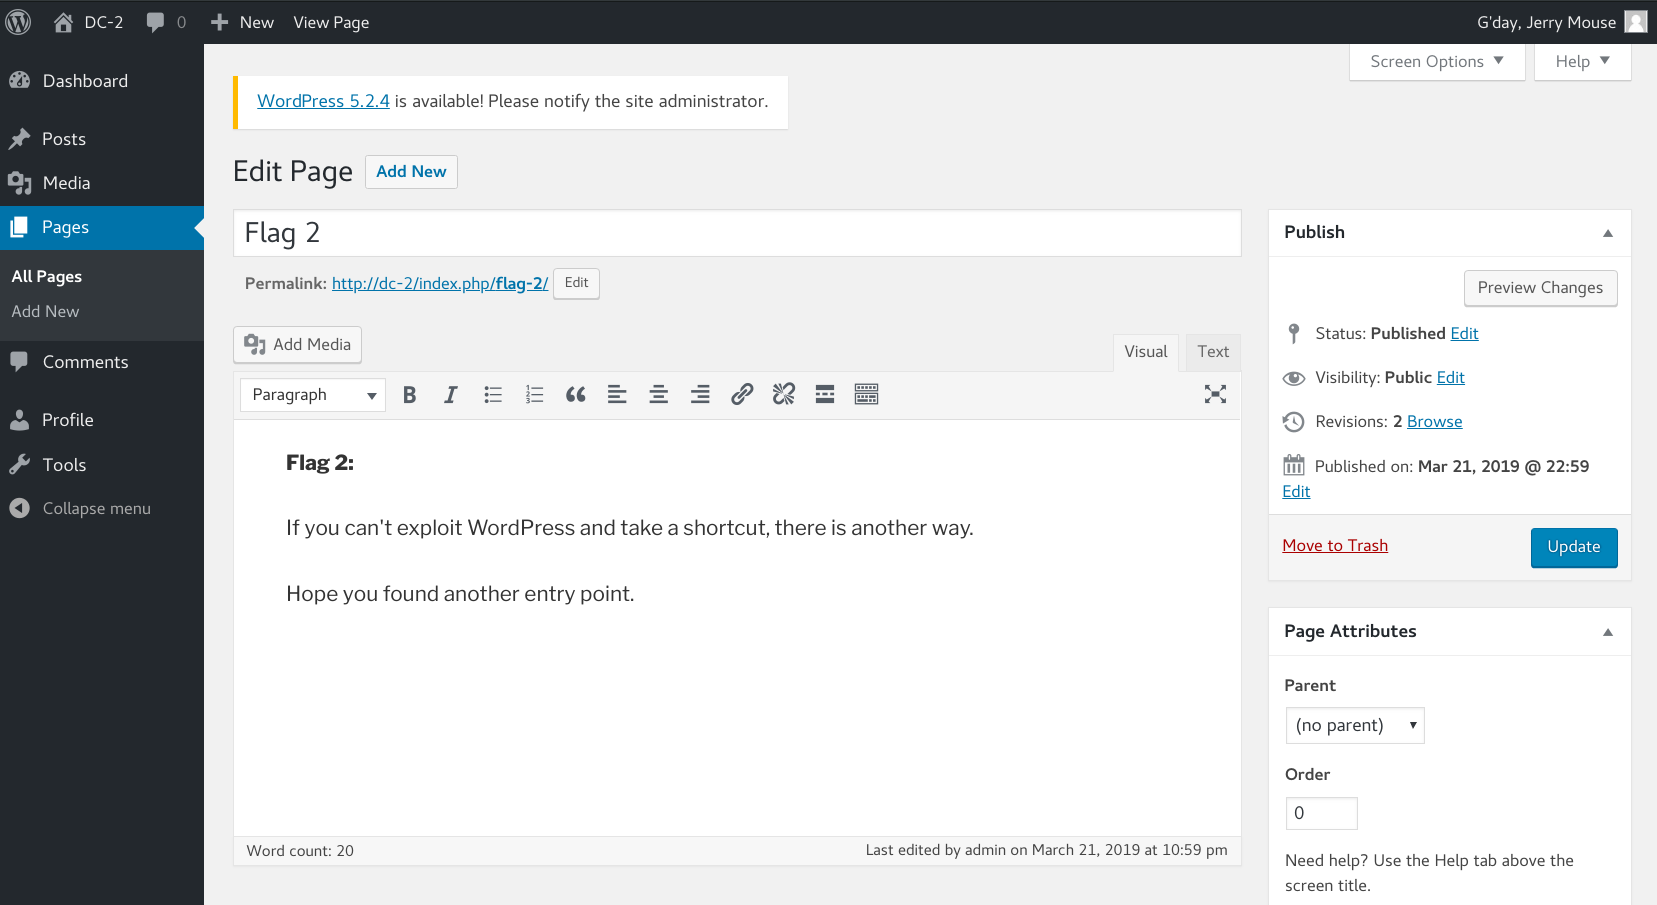 DC-2 0 New View Page G'day, Jerry Mouse
Screen Options Help
Dashboard
Posts
Media
Pages
All Pages
Add New
Comments
Profile
Tools
Collapse menu
WordPress 5.2.4 is available! Please notify the site administrator.
Edit Page Add New
Flag 2
Permalink: http://dc-2/index.php/flag-2/ Edit
Add Media
Visual Text
Paragraph
Flag 2:
If you can't exploit WordPress and take a shortcut, there is another way.
Hope you found another entry point.
Word count: 20 Last edited by admin on March 21, 2019 at 10:59 pm
Publish
Preview Changes
Status: Published Edit
Visibility: Public Edit
Revisions: 2 Browse
Published on: Mar 21, 2019 @ 22:59
Edit
Move to Trash Update
Page Attributes
Parent
(no parent)
Order
0
Need help? Use the Help tab above the
screen title.